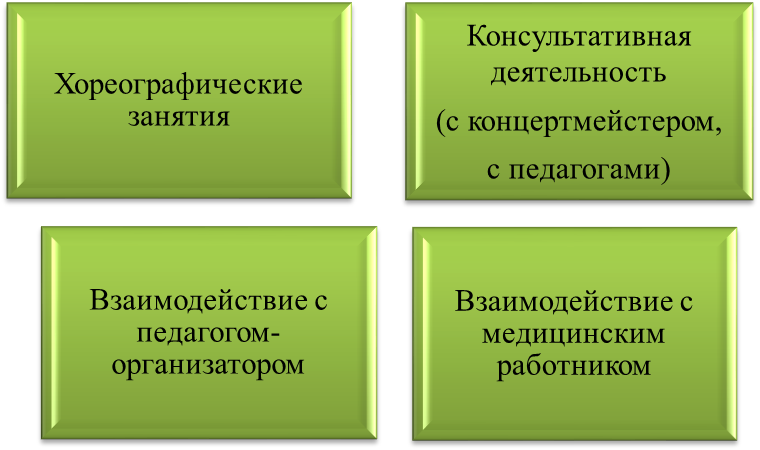 Хореографические
занятия
Консультативная
деятельность
(с концертмейстером,
с педагогами)
Взаимодействие с
педагогом-
организатором
Взаимодействие с
медицинским
работником